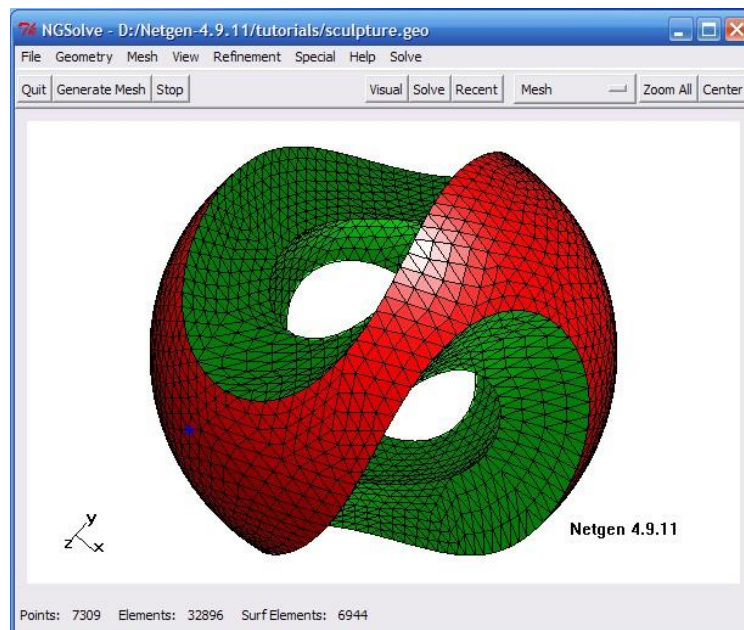 NGSolve - D:/Netgen-4.9.11/tutorials/sculpture.geo
File Geometry Mesh View Refinement Special Help Solve
Quit Generate Mesh Stop Visual Solve Recent Mesh Zoom All Center
y
z x
Netgen 4.9.11
Points: 7309 Elements: 32896 Surf Elements: 6944